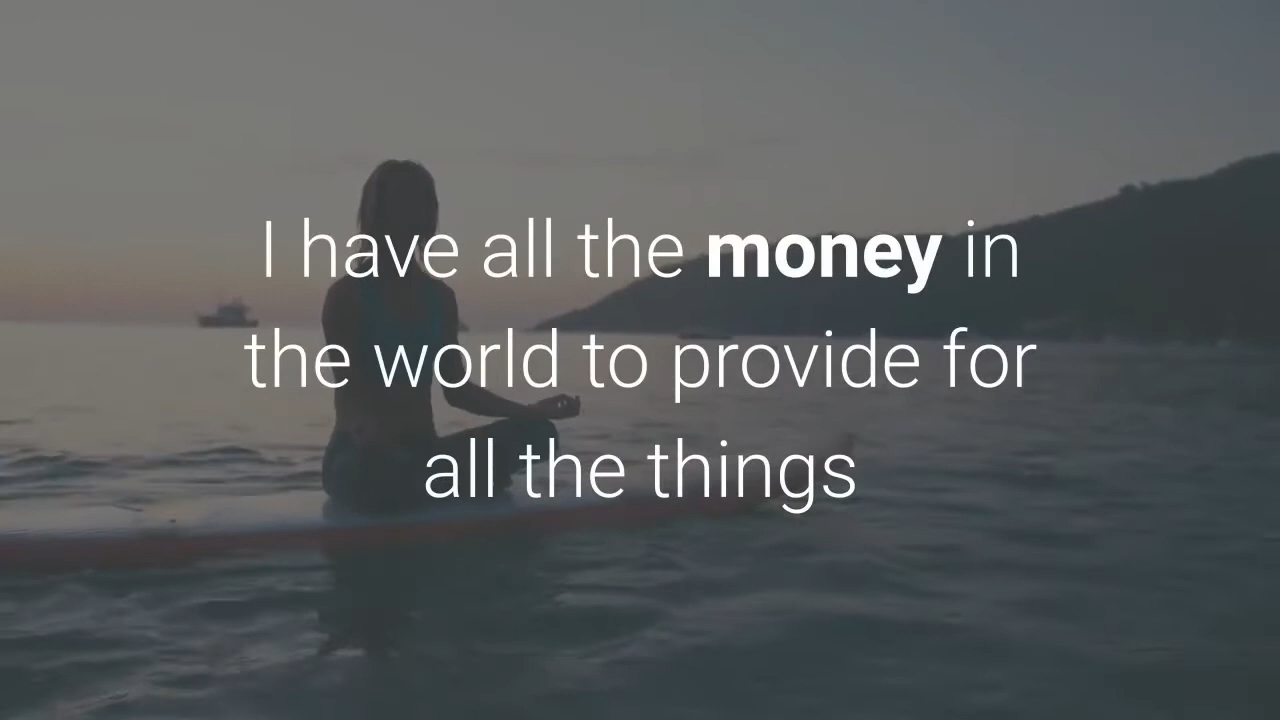 I have all the money in
the world to provide for
all the things